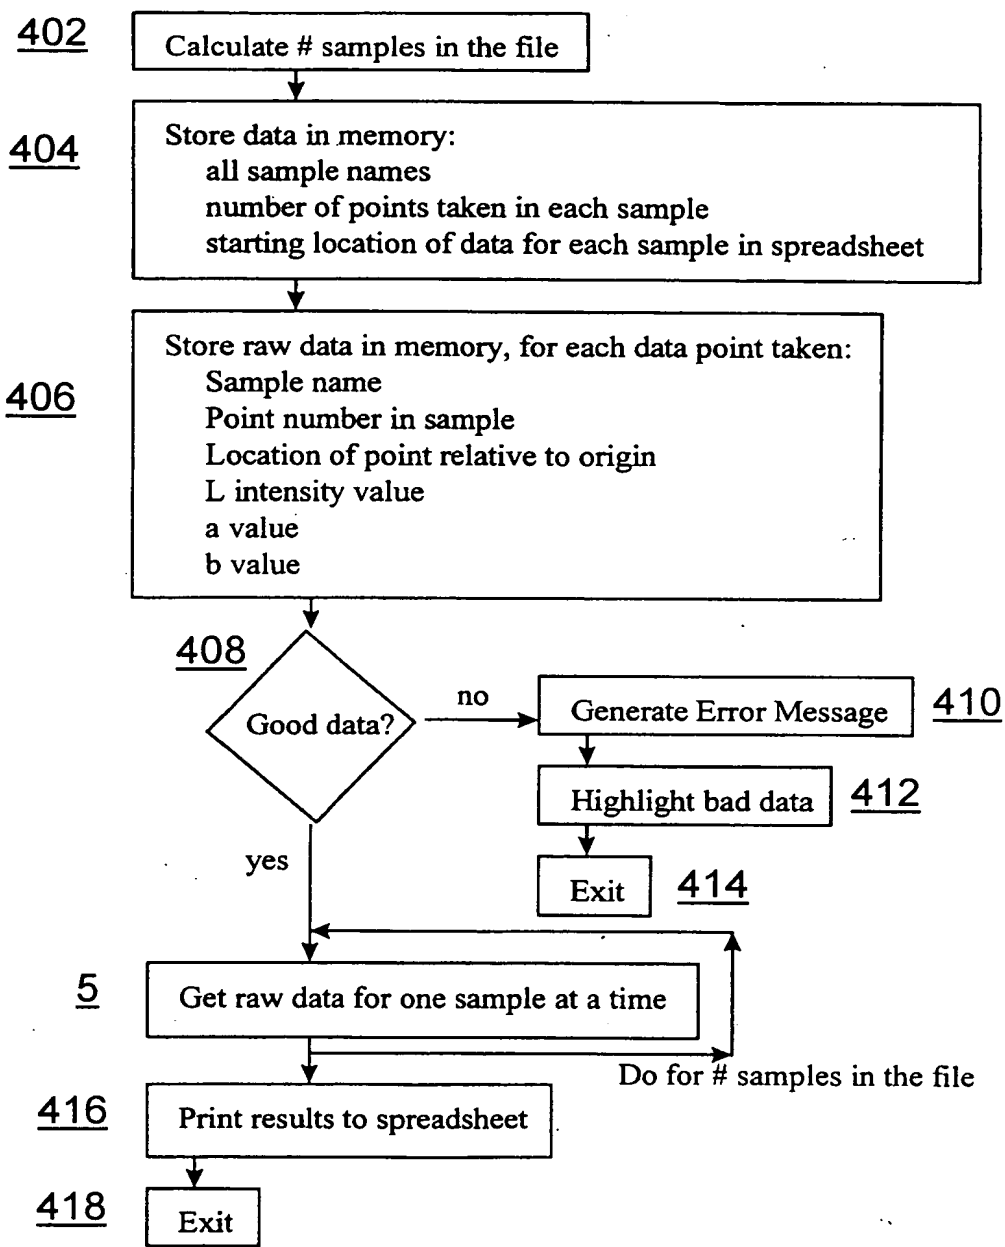 402
Calculate # samples in the file
404
Store data in memory:
all sample names
number of points taken in each sample
starting location of data for each sample in spreadsheet
406
Store raw data in memory, for each data point taken:
Sample name
Point number in sample
Location of point relative to origin
L intensity value
a value
b value
408
Good data?
no
Generate Error Message
410
Highlight bad data
412
yes
Exit
414
5
Get raw data for one sample at a time
Do for # samples in the file
416
Print results to spreadsheet
418
Exit